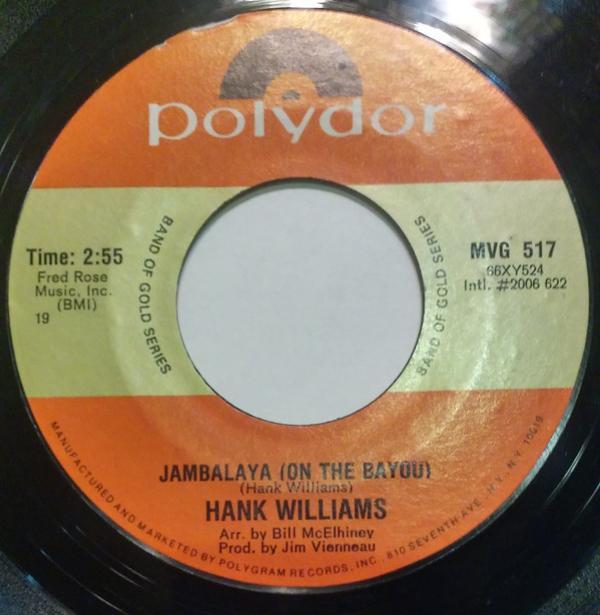 polydor
BAND OF GOLD SERIES
BAND OF GOLD SERIES
Time: 2:55
Fred Rose
Music, Inc.
(BMI)
19
MVG 517
66XY524
Intl. #2006 622
JAMBALAYA (ON THE BAYOU)
(Hank Williams)
HANK WILLIAMS
Arr. by Bill McElhiney
Prod. by Jim Vienneau
MANUFACTURED AND MARKETED BY POLYGRAM RECORDS, INC., 810 SEVENTH AVE., N.Y., N.Y. 10019